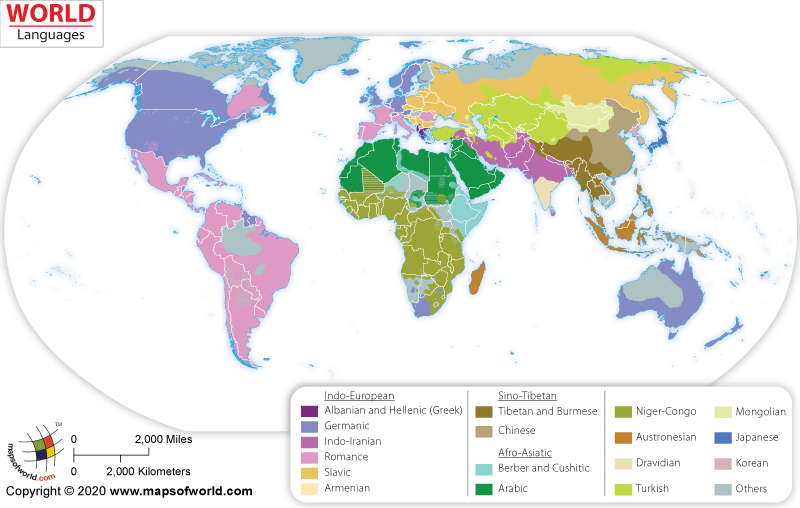 WORLD
Languages
Indo-European
Albanian and Hellenic (Greek)
Germanic
Indo-Iranian
Romance
Slavic
Armenian
Sino-Tibetan
Tibetan and Burmese
Chinese
Afro-Asiatic
Berber and Cushitic
Arabic
Niger-Congo
Austronesian
Dravidian
Turkish
Mongolian
Japanese
Korean
Others
TM
mapsofworld.com
0 2,000 Miles
0 2,000 Kilometers
Copyright © 2020 www.mapsofworld.com